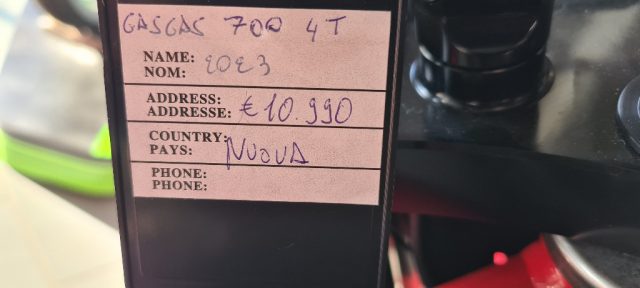 GASGAS 700 4T
NAME:
NOM: 2023
ADDRESS:
ADDRESSE: €10.990
COUNTRY:
PAYS: NUOVA
PHONE:
PHONE: